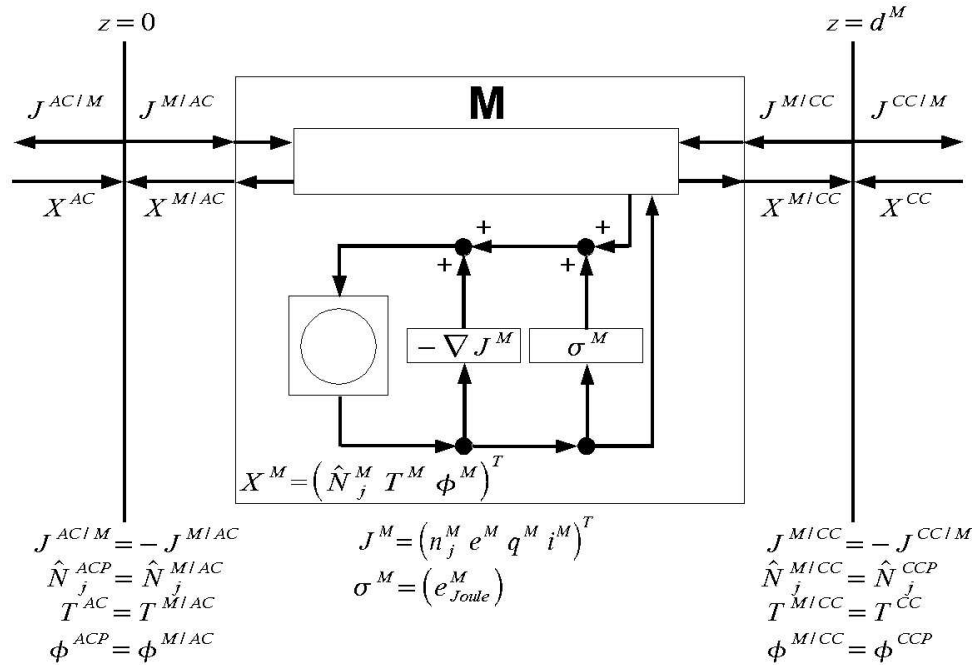 z=0
z=d^M
J^{AC/M} J^{M/AC}
M
J^{M/CC} J^{CC/M}
X^{AC} X^{M/AC}
X^{M/CC} X^{CC}
+ +
+ +
−∇J^M
σ^M
X^M=(N̂_j^M T^M ϕ^M)^T
J^{AC/M}=−J^{M/AC}
N̂_j^{ACP}=N̂_j^{M/AC}
T^{AC}=T^{M/AC}
ϕ^{ACP}=ϕ^{M/AC}
J^M=(n_j^M e^M q^M i^M)^T
σ^M=(e_{Joule}^M)
J^{M/CC}=−J^{CC/M}
N̂_j^{M/CC}=N̂_j^{CCP}
T^{M/CC}=T^{CC}
ϕ^{M/CC}=ϕ^{CCP}